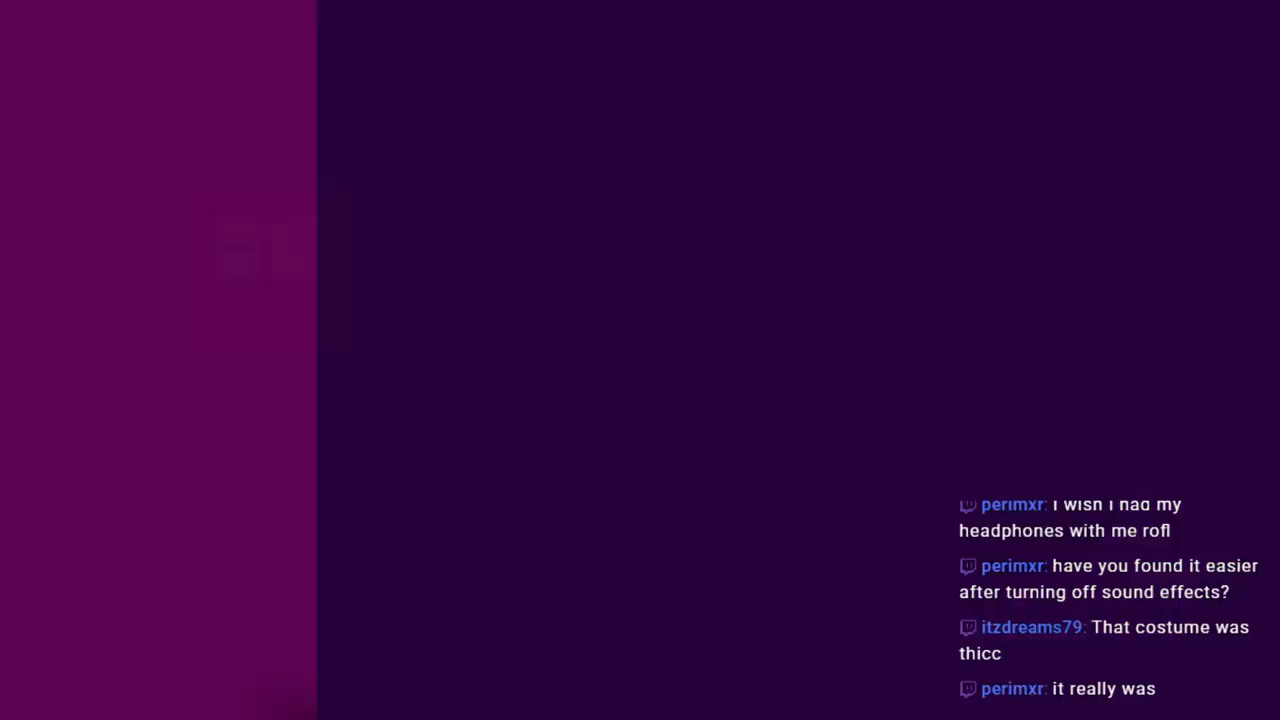 perimxr: I wish I had my
headphones with me rofl
perimxr: have you found it easier
after turning off sound effects?
itzdreams79: That costume was
thicc
perimxr: it really was